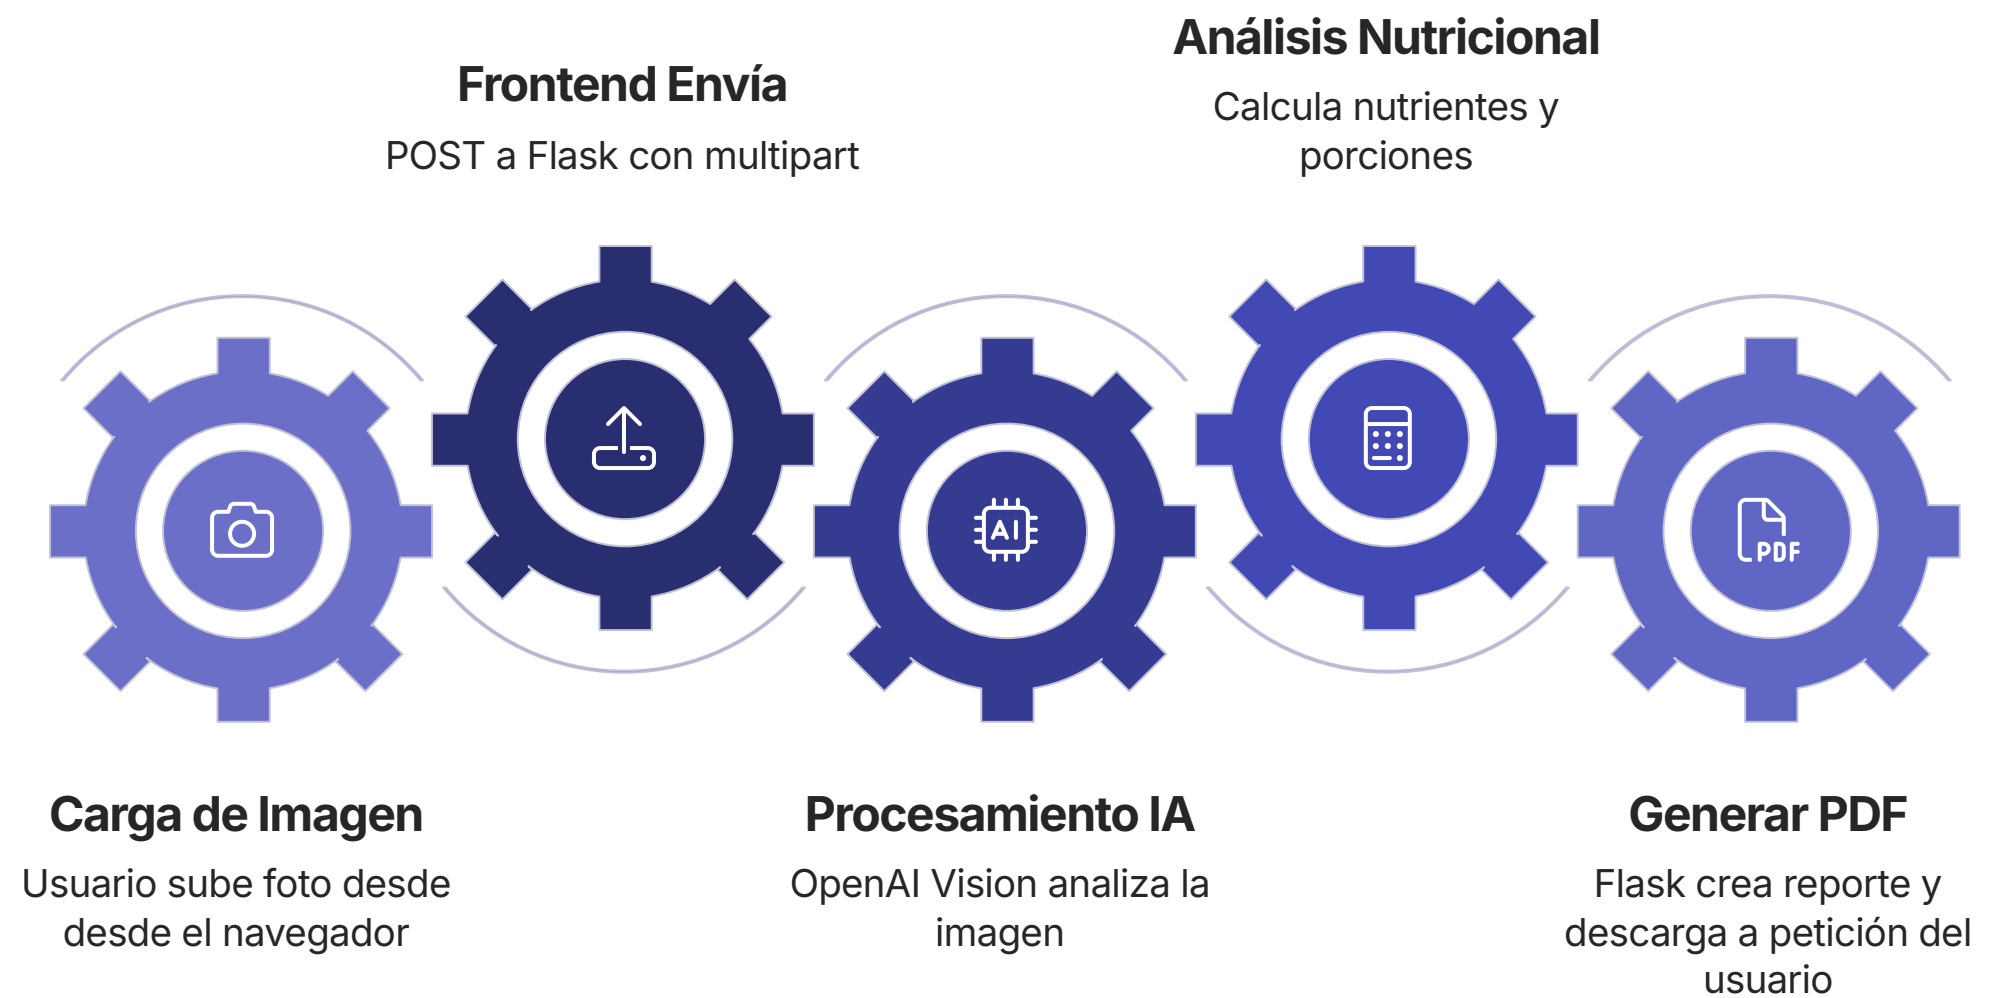 Carga de Imagen
Usuario sube foto desde
desde el navegador
Frontend Envía
POST a Flask con multipart
AI
Procesamiento IA
OpenAI Vision analiza la
imagen
Análisis Nutricional
Calcula nutrientes y
porciones
PDF
Generar PDF
Flask crea reporte y
descarga a petición del
usuario